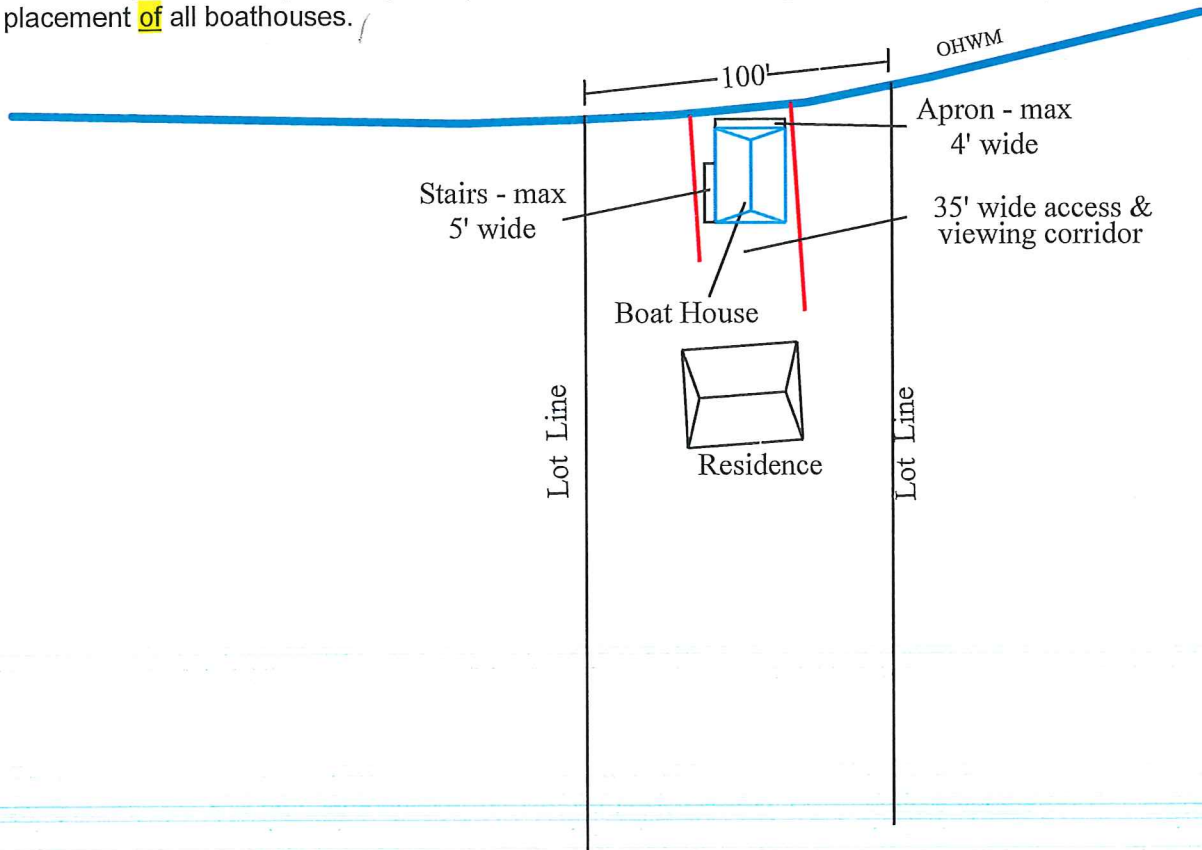 placement of all boathouses.
OHWM
100'
Apron - max
4' wide
Stairs - max
5' wide
35' wide access &
viewing corridor
Boat House
Residence
Lot Line
Lot Line